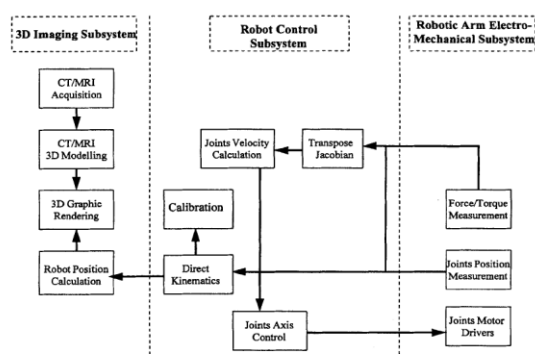 3D Imaging Subsystem
Robot Control
Subsystem
Robotic Arm Electro-
Mechanical Subsystem
CT/MRI
Acquisition
CT/MRI
3D Modelling
3D Graphic
Rendering
Robot Position
Calculation
Joints Velocity
Calculation
Transpose
Jacobian
Calibration
Direct
Kinematics
Joints Axis
Control
Force/Torque
Measurement
Joints Position
Measurement
Joints Motor
Drivers